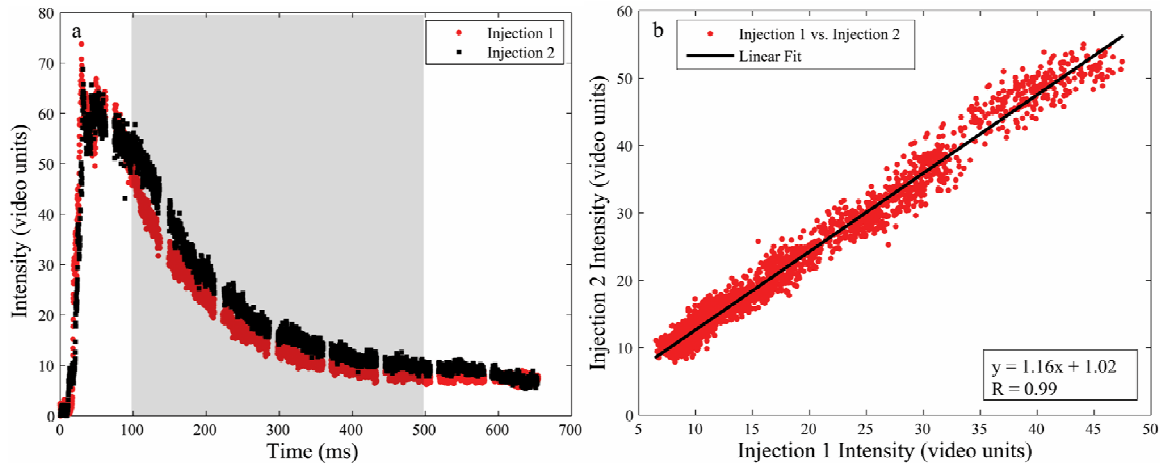 a
Injection 1
Injection 2
80
70
60
50
40
30
20
10
0
0 100 200 300 400 500 600 700
Intensity (video units)
Time (ms)
b
Injection 1 vs. Injection 2
Linear Fit
60
50
40
30
20
10
0
5 10 15 20 25 30 35 40 45 50
Injection 2 Intensity (video units)
y = 1.16x + 1.02
R = 0.99
Injection 1 Intensity (video units)